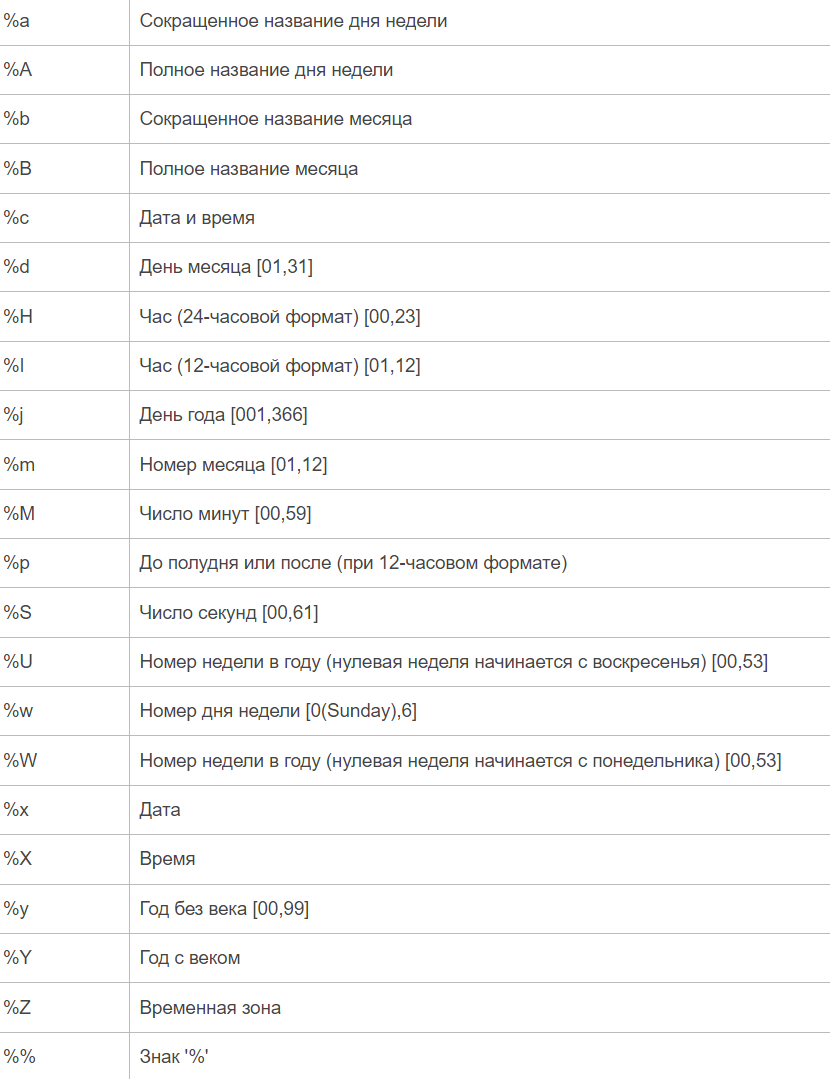 %a Сокращенное название дня недели
%A Полное название дня недели
%b Сокращенное название месяца
%B Полное название месяца
%c Дата и время
%d День месяца [01,31]
%H Час (24-часовой формат) [00,23]
%I Час (12-часовой формат) [01,12]
%j День года [001,366]
%m Номер месяца [01,12]
%M Число минут [00,59]
%p До полудня или после (при 12-часовом формате)
%S Число секунд [00,61]
%U Номер недели в году (нулевая неделя начинается с воскресенья) [00,53]
%w Номер дня недели [0(Sunday),6]
%W Номер недели в году (нулевая неделя начинается с понедельника) [00,53]
%x Дата
%X Время
%y Год без века [00,99]
%Y Год с веком
%Z Временная зона
%% Знак '%'